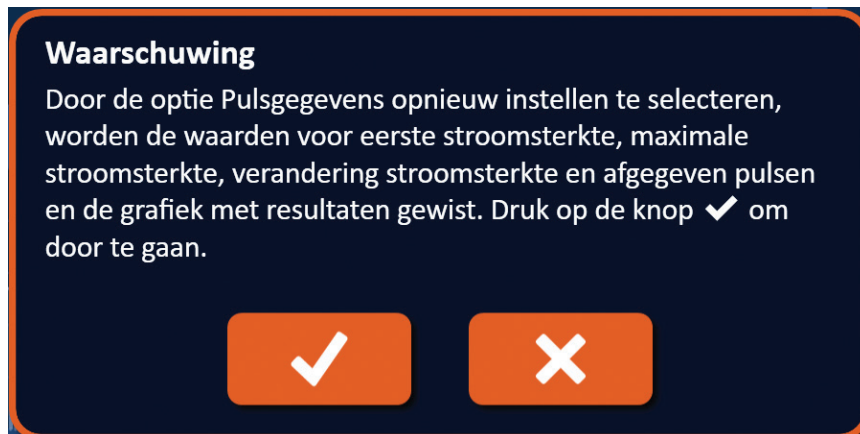 Waarschuwing
Door de optie Pulsgegevens opnieuw instellen te selecteren,
worden de waarden voor eerste stroomsterkte, maximale
stroomsterkte, verandering stroomsterkte en afgegeven pulsen
en de grafiek met resultaten gewist. Druk op de knop ✔ om
door te gaan.